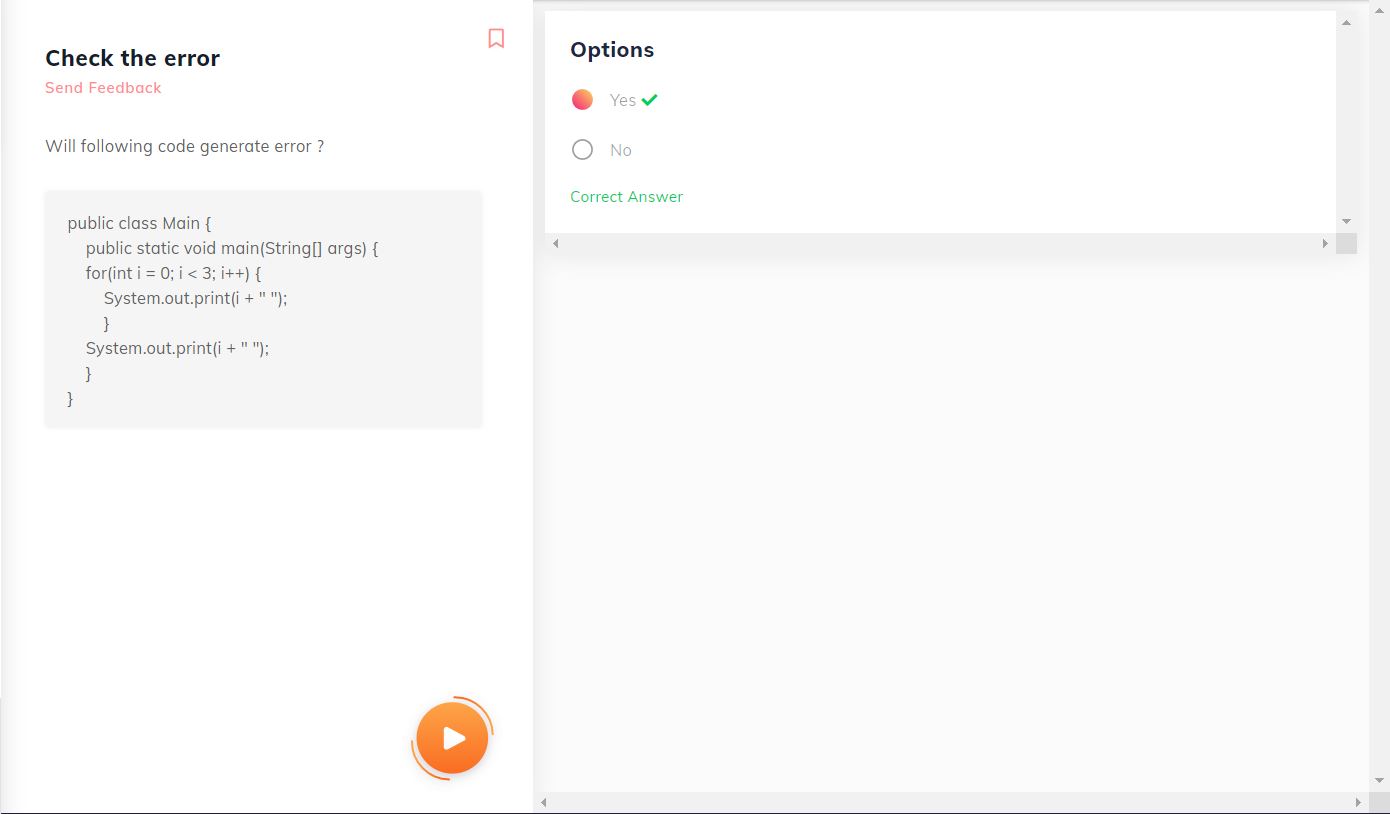 Check the error
Send Feedback
Will following code generate error ?
public class Main {
    public static void main(String[] args) {
    for(int i = 0; i < 3; i++) {
        System.out.print(i + " ");
        }
    System.out.print(i + " ");
    }
}
Options
Yes
No
Correct Answer